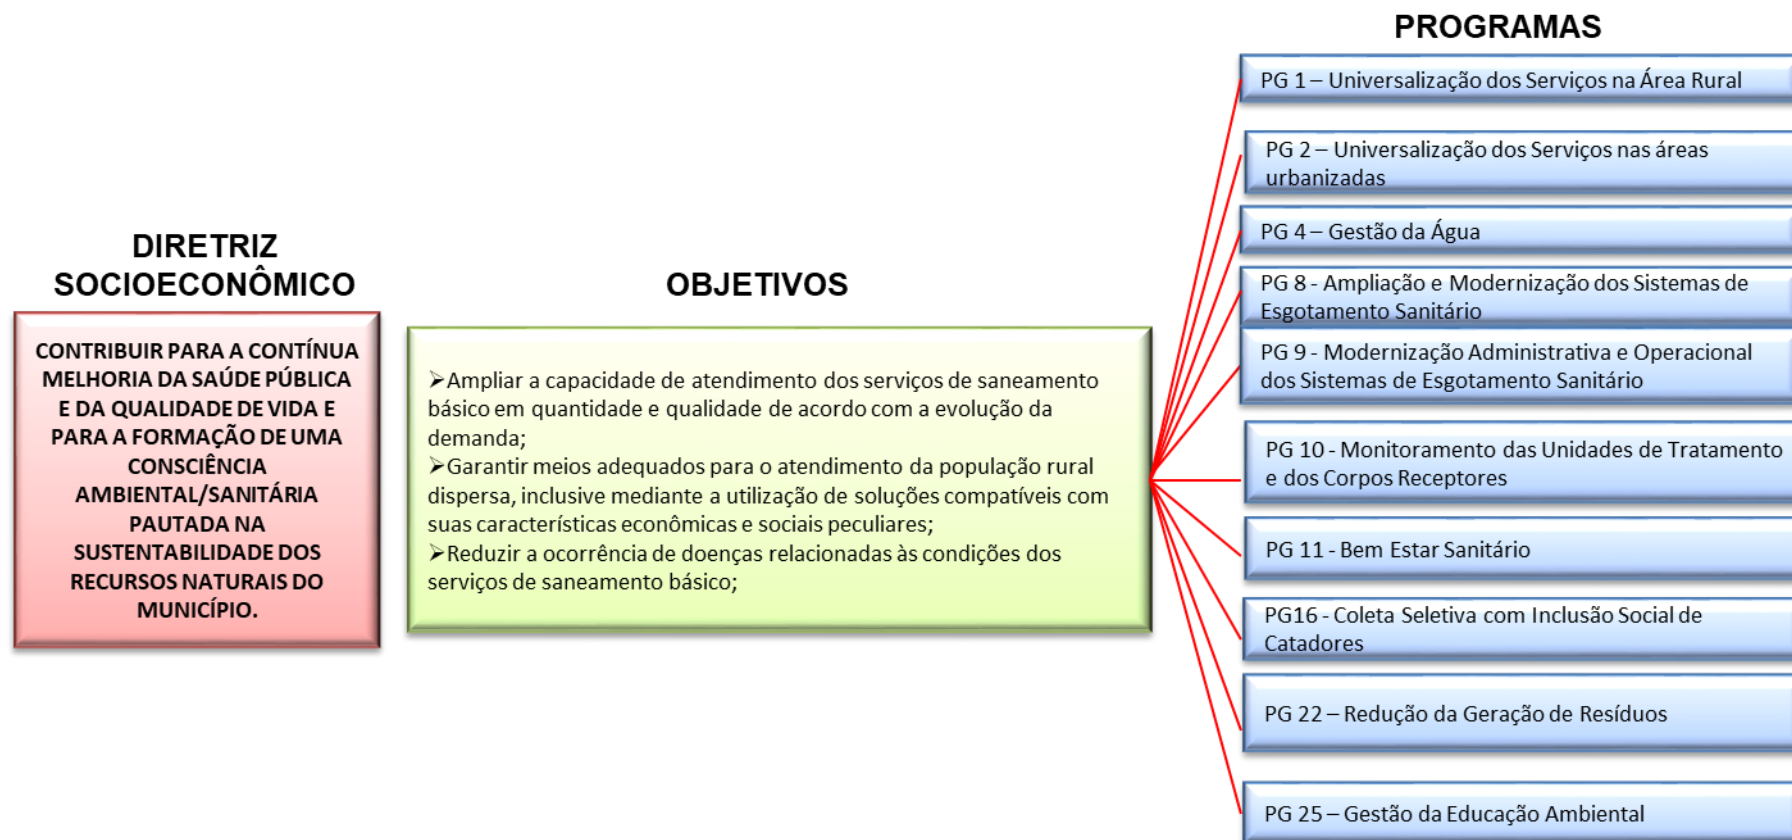 DIRETRIZ
SOCIOECONÔMICO
CONTRIBUIR PARA A CONTÍNUA
MELHORIA DA SAÚDE PÚBLICA
E DA QUALIDADE DE VIDA E
PARA A FORMAÇÃO DE UMA
CONSCIÊNCIA
AMBIENTAL/SANITÁRIA
PAUTADA NA
SUSTENTABILIDADE DOS
RECURSOS NATURAIS DO
MUNICÍPIO.
OBJETIVOS
➢Ampliar a capacidade de atendimento dos serviços de saneamento
básico em quantidade e qualidade de acordo com a evolução da
demanda;
➢Garantir meios adequados para o atendimento da população rural
dispersa, inclusive mediante a utilização de soluções compatíveis com
suas características econômicas e sociais peculiares;
➢Reduzir a ocorrência de doenças relacionadas às condições dos
serviços de saneamento básico;
PROGRAMAS
PG 1 – Universalização dos Serviços na Área Rural
PG 2 – Universalização dos Serviços nas áreas
urbanizadas
PG 4 – Gestão da Água
PG 8 - Ampliação e Modernização dos Sistemas de
Esgotamento Sanitário
PG 9 - Modernização Administrativa e Operacional
dos Sistemas de Esgotamento Sanitário
PG 10 - Monitoramento das Unidades de Tratamento
e dos Corpos Receptores
PG 11 - Bem Estar Sanitário
PG16 - Coleta Seletiva com Inclusão Social de
Catadores
PG 22 – Redução da Geração de Resíduos
PG 25 – Gestão da Educação Ambiental